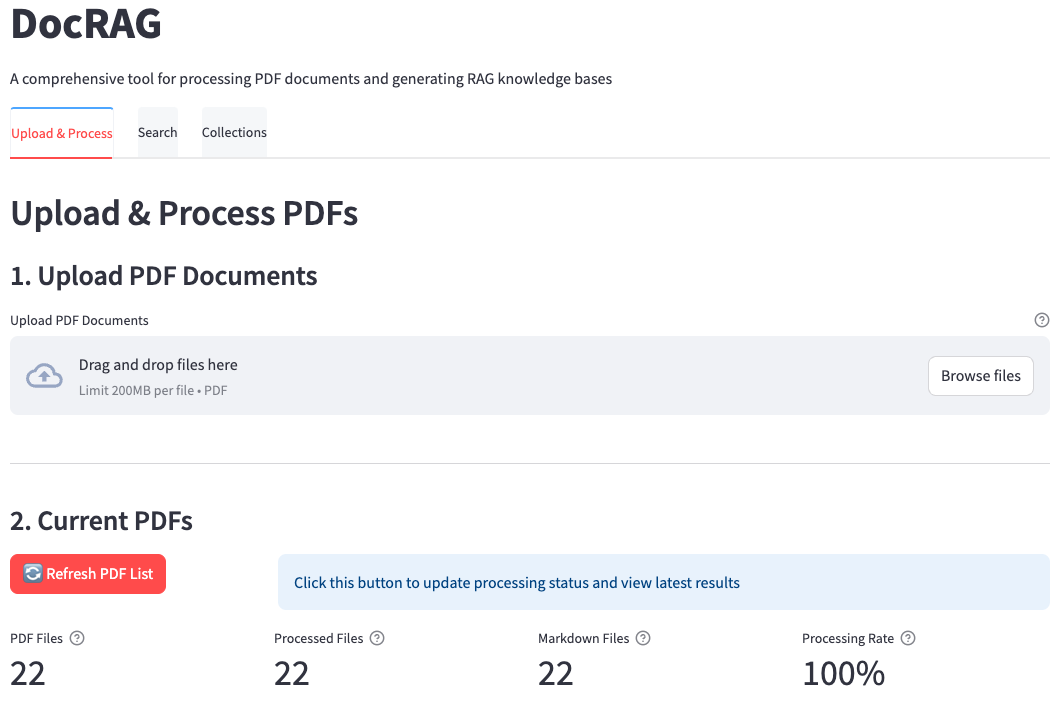 DocRAG
A comprehensive tool for processing PDF documents and generating RAG knowledge bases
Upload & Process Search Collections
Upload & Process PDFs
1. Upload PDF Documents
Upload PDF Documents
Drag and drop files here
Limit 200MB per file • PDF
Browse files
2. Current PDFs
Refresh PDF List
Click this button to update processing status and view latest results
PDF Files Processed Files Markdown Files Processing Rate
22 22 22 100%